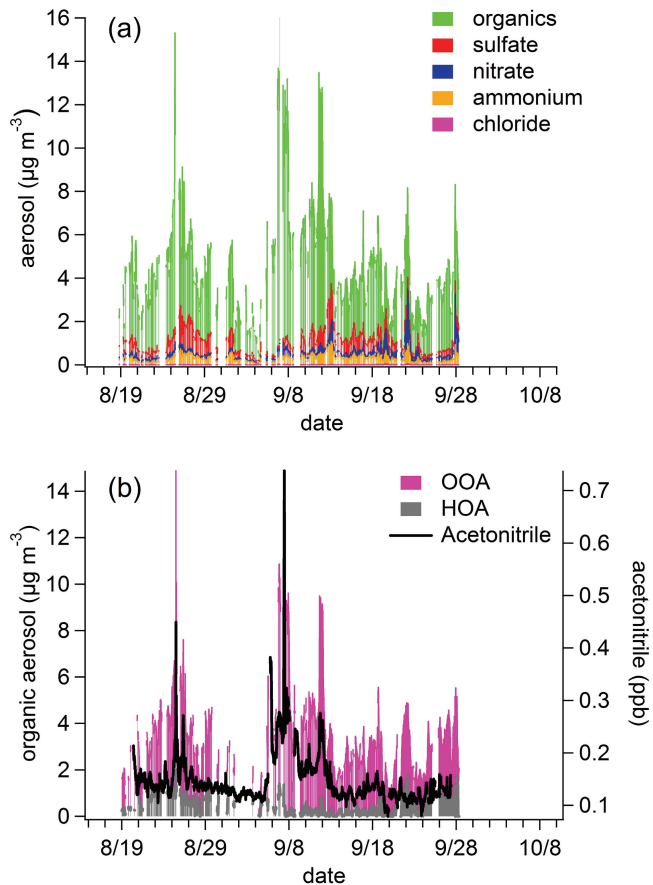 (a)
organics
sulfate
nitrate
ammonium
chloride
aerosol (µg m⁻³)
16
14
12
10
8
6
4
2
0
8/19 8/29 9/8 9/18 9/28 10/8
date
(b)
OOA
HOA
Acetonitrile
organic aerosol (µg m⁻³)
14
12
10
8
6
4
2
0
0.7
0.6
0.5
0.4
0.3
0.2
0.1
acetonitrile (ppb)
8/19 8/29 9/8 9/18 9/28 10/8
date